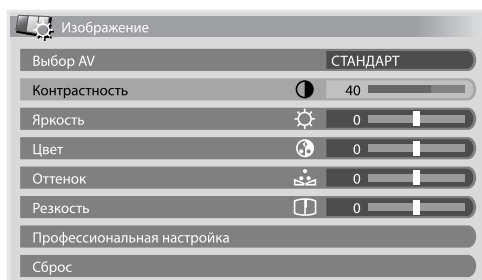 Изображение
Выбор AV СТАНДАРТ
Контрастность 40
Яркость 0
Цвет 0
Оттенок 0
Резкость 0
Профессиональная настройка
Сброс